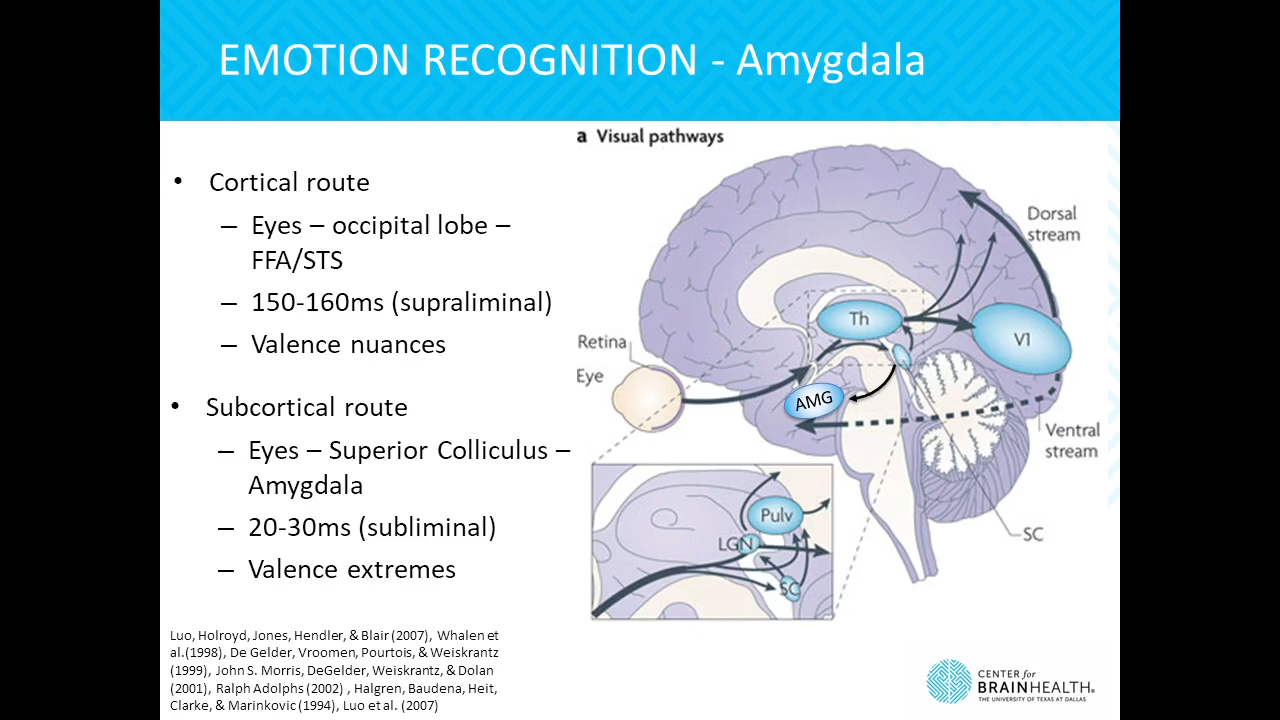 EMOTION RECOGNITION - Amygdala
• Cortical route
– Eyes – occipital lobe –
FFA/STS
– 150-160ms (supraliminal)
– Valence nuances
• Subcortical route
– Eyes – Superior Colliculus –
Amygdala
– 20-30ms (subliminal)
– Valence extremes
Luo, Holroyd, Jones, Hendler, & Blair (2007), Whalen et
al.(1998), De Gelder, Vroomen, Pourtois, & Weiskrantz
(1999), John S. Morris, DeGelder, Weiskrantz, & Dolan
(2001), Ralph Adolphs (2002) , Halgren, Baudena, Heit,
Clarke, & Marinkovic (1994), Luo et al. (2007)
a Visual pathways
Dorsal
stream
Th
V1
Retina
Eye
AMG
Ventral
stream
Pulv
LGN
SC
SC
CENTER for
BRAINHEALTH®
THE UNIVERSITY OF TEXAS AT DALLAS